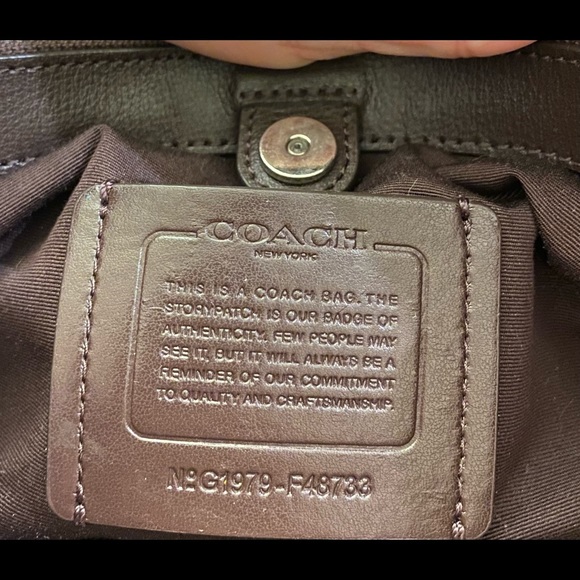 COACH
NEW YORK
THIS IS A COACH BAG. THE
STORYPATCH IS OUR BADGE OF
AUTHENTICITY. FEW PEOPLE MAY
SEE IT, BUT IT WILL ALWAYS BE A
REMINDER OF OUR COMMITMENT
TO QUALITY AND CRAFTSMANSHIP.
Nº G1979-F48733